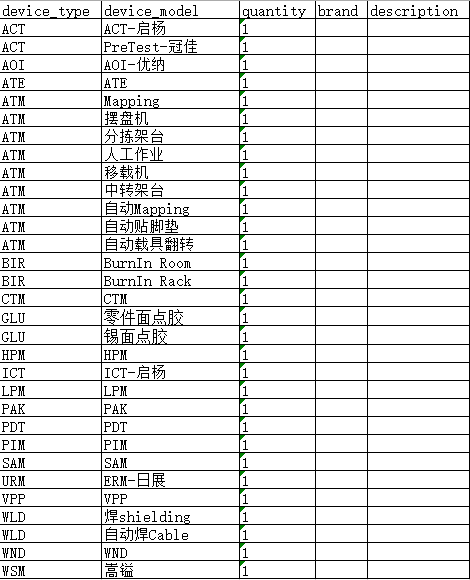 device_type device_model quantity brand description
ACT ACT-启杨 1
ACT PreTest-冠佳 1
AOI AOI-优纳 1
ATE ATE 1
ATM Mapping 1
ATM 摆盘机 1
ATM 分拣架台 1
ATM 人工作业 1
ATM 移载机 1
ATM 中转架台 1
ATM 自动Mapping 1
ATM 自动贴脚垫 1
ATM 自动载具翻转 1
BIR BurnIn Room 1
BIR BurnIn Rack 1
CTM CTM 1
GLU 零件面点胶 1
GLU 锡面点胶 1
HPM HPM 1
ICT ICT-启杨 1
LPM LPM 1
PAK PAK 1
PDT PDT 1
PIM PIM 1
SAM SAM 1
URM ERM-日展 1
VPP VPP 1
WLD 焊shielding 1
WLD 自动焊Cable 1
WND WND 1
WSM 嵩镒 1